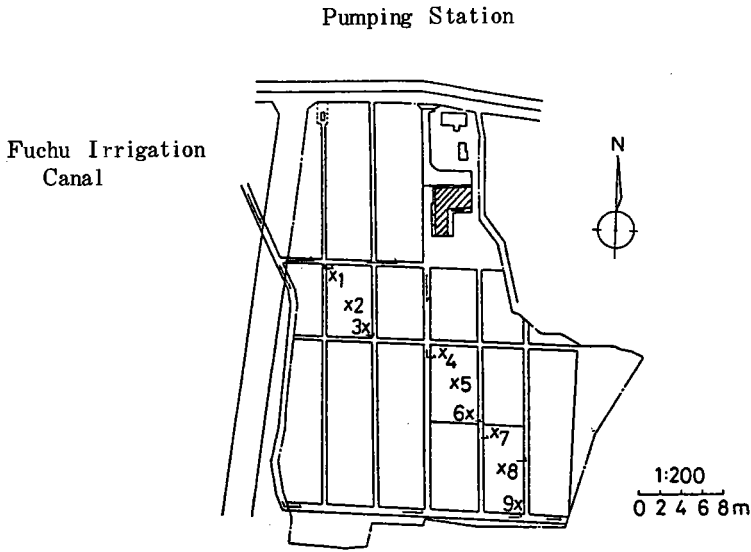 Pumping Station
Fuchu Irrigation
Canal
N
x1
x2
3x
x4
x5
6x
x7
x8
9x
1:200
0 2 4 6 8m